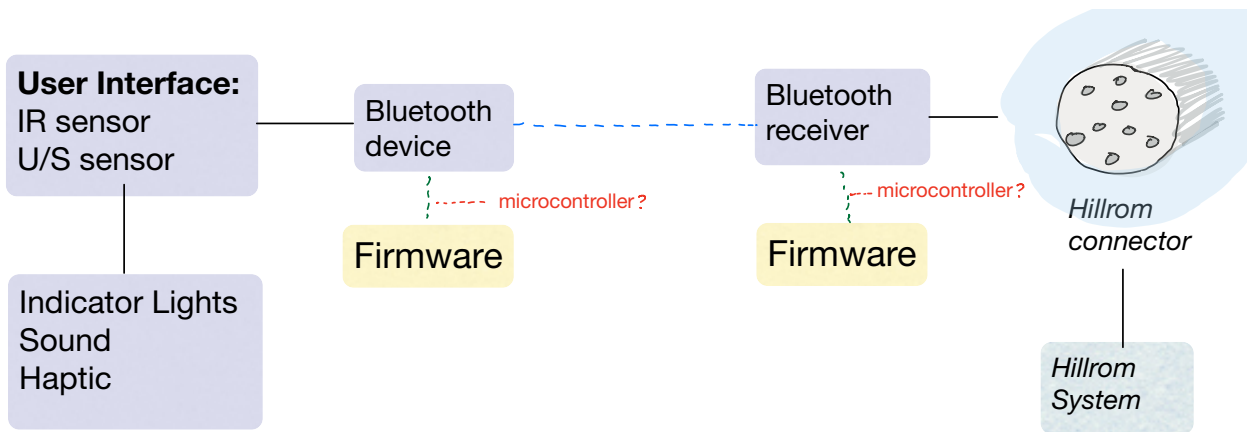 User Interface:
IR sensor
U/S sensor
Indicator Lights
Sound
Haptic
Bluetooth
device
microcontroller?
Firmware
Bluetooth
receiver
microcontroller?
Firmware
Hillrom
connector
Hillrom
System